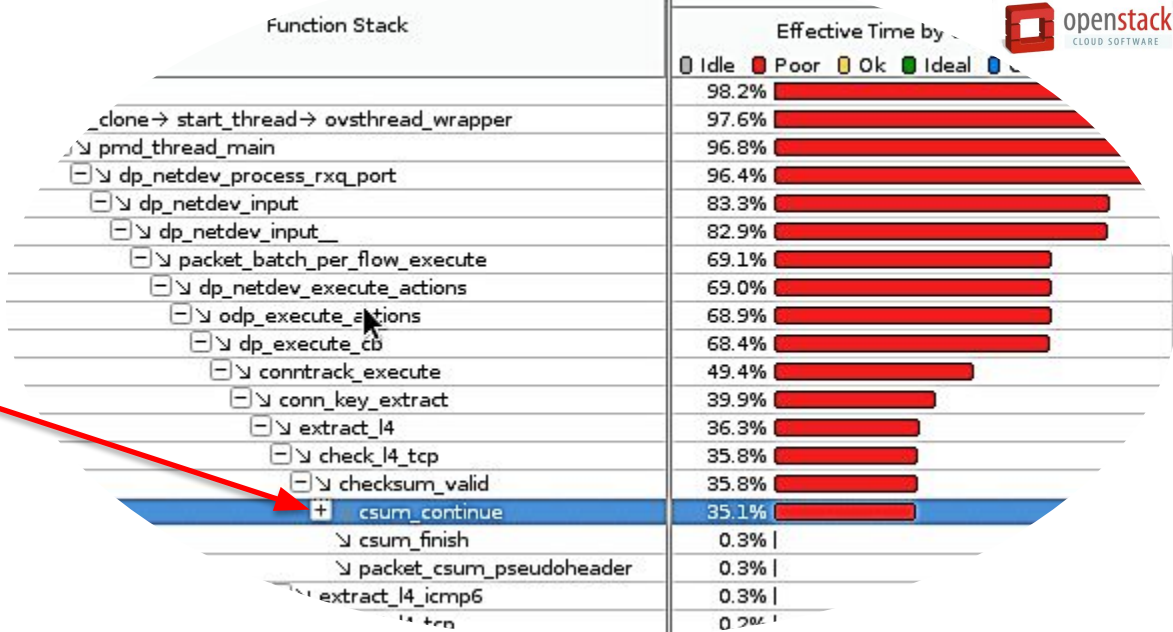 Function Stack
Effective Time by
openstack
CLOUD SOFTWARE
Idle Poor Ok Ideal
98.2%
_clone→ start_thread→ ovsthread_wrapper 97.6%
↘ pmd_thread_main 96.8%
↘ dp_netdev_process_rxq_port 96.4%
↘ dp_netdev_input 83.3%
↘ dp_netdev_input__ 82.9%
↘ packet_batch_per_flow_execute 69.1%
↘ dp_netdev_execute_actions 69.0%
↘ odp_execute_actions 68.9%
↘ dp_execute_cb 68.4%
↘ conntrack_execute 49.4%
↘ conn_key_extract 39.9%
↘ extract_l4 36.3%
↘ check_l4_tcp 35.8%
↘ checksum_valid 35.8%
csum_continue 35.1%
↘ csum_finish 0.3%
↘ packet_csum_pseudoheader 0.3%
↘ extract_l4_icmp6 0.3%
0.2%